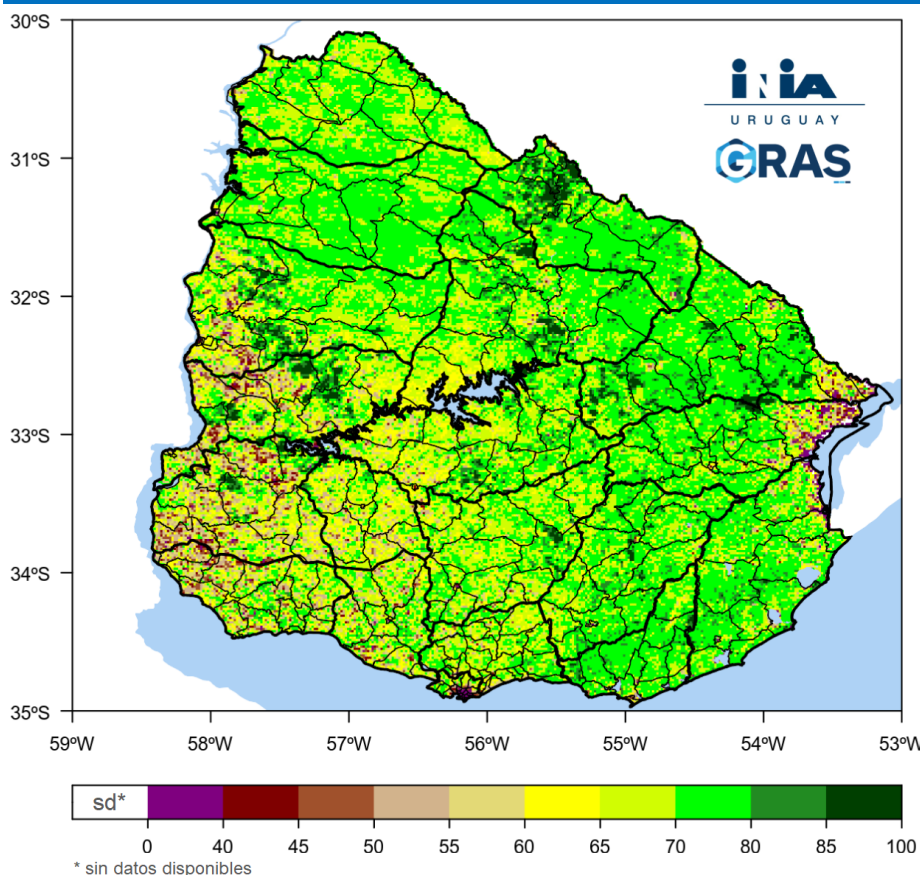 30ºS
INIA
URUGUAY
GRAS
31ºS
32ºS
33ºS
34ºS
35ºS
59ºW 58ºW 57ºW 56ºW 55ºW 54ºW 53ºW
sd*
0 40 45 50 55 60 65 70 80 85 100
* sin datos disponibles